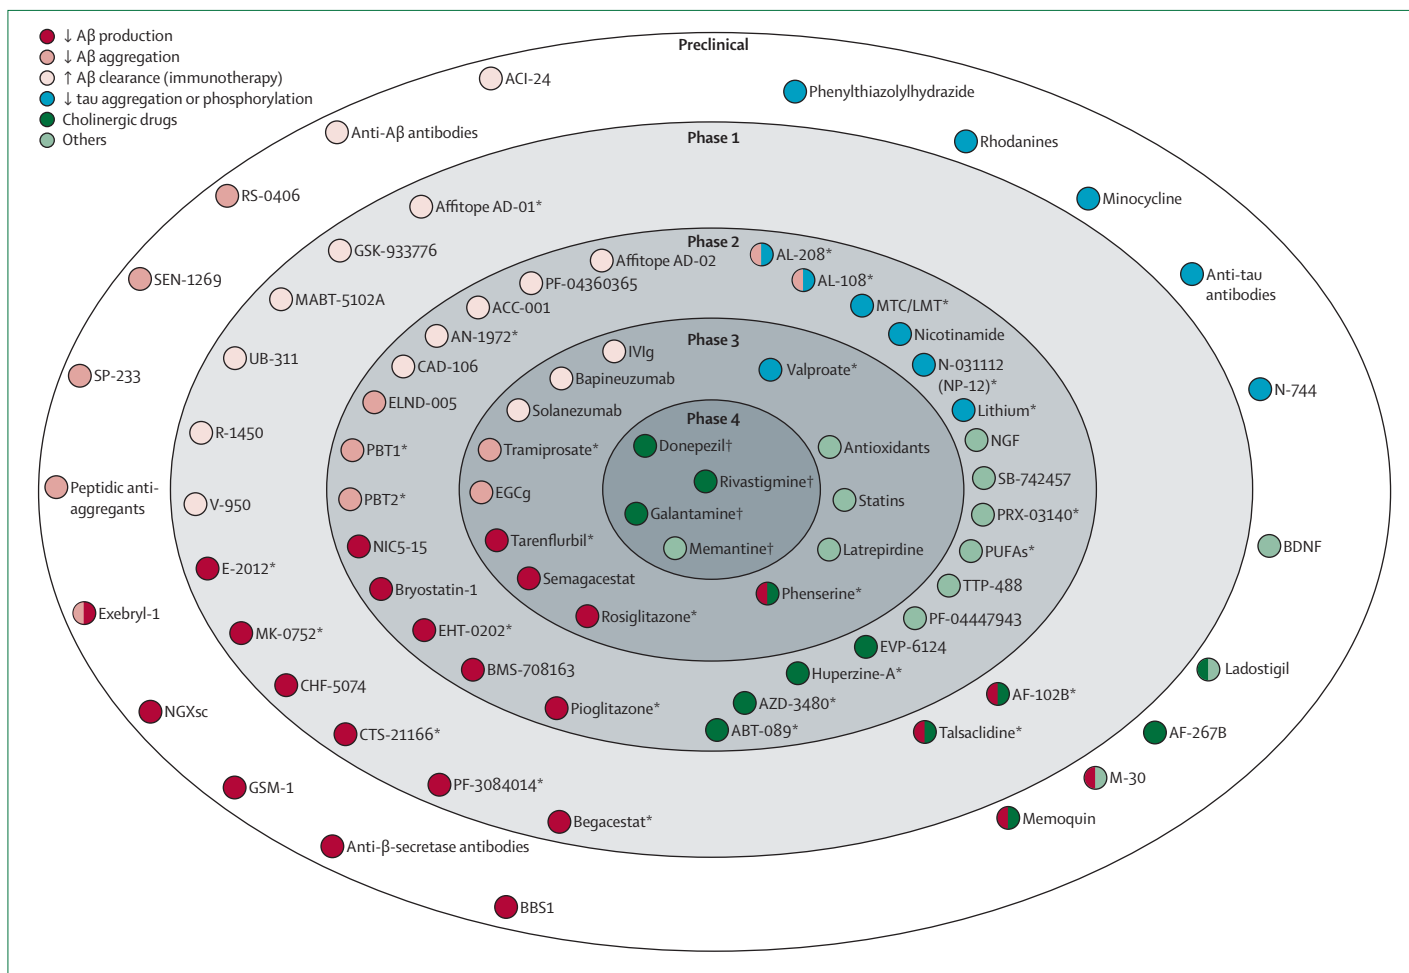 ↓ Aβ production
↓ Aβ aggregation
↑ Aβ clearance (immunotherapy)
↓ tau aggregation or phosphorylation
Cholinergic drugs
Others
Preclinical
ACI-24
Phenylthiazolylhydrazide
Anti-Aβ antibodies
Rhodanines
RS-0406
Minocycline
SEN-1269
Anti-tau
antibodies
SP-233
N-744
Peptidic anti-
aggregants
BDNF
Exebryl-1
Ladostigil
NGXsc
AF-267B
GSM-1
M-30
Memoquin
Anti-β-secretase antibodies
BBS1
Phase 1
Affitope AD-01*
GSK-933776
MABT-5102A
UB-311
R-1450
V-950
E-2012*
MK-0752*
CHF-5074
CTS-21166*
PF-3084014*
Begacestat*
AF-102B*
Talsaclidine*
Phase 2
Affitope AD-02
AL-208*
PF-04360365
AL-108*
ACC-001
MTC/LMT*
AN-1972*
Nicotinamide
CAD-106
N-031112
(NP-12)*
ELND-005
Lithium*
PBT1*
NGF
PBT2*
SB-742457
PRX-03140*
NIC5-15
PUFAs*
Bryostatin-1
TTP-488
EHT-0202*
PF-04447943
BMS-708163
EVP-6124
Pioglitazone*
Huperzine-A*
AZD-3480*
ABT-089*
Phase 3
IVIg
Bapineuzumab
Valproate*
Solanezumab
Tramiprosate*
Antioxidants
EGCg
Statins
Tarenflurbil*
Latrepirdine
Semagacestat
Phenserine*
Rosiglitazone*
Phase 4
Donepezil†
Rivastigmine†
Galantamine†
Memantine†